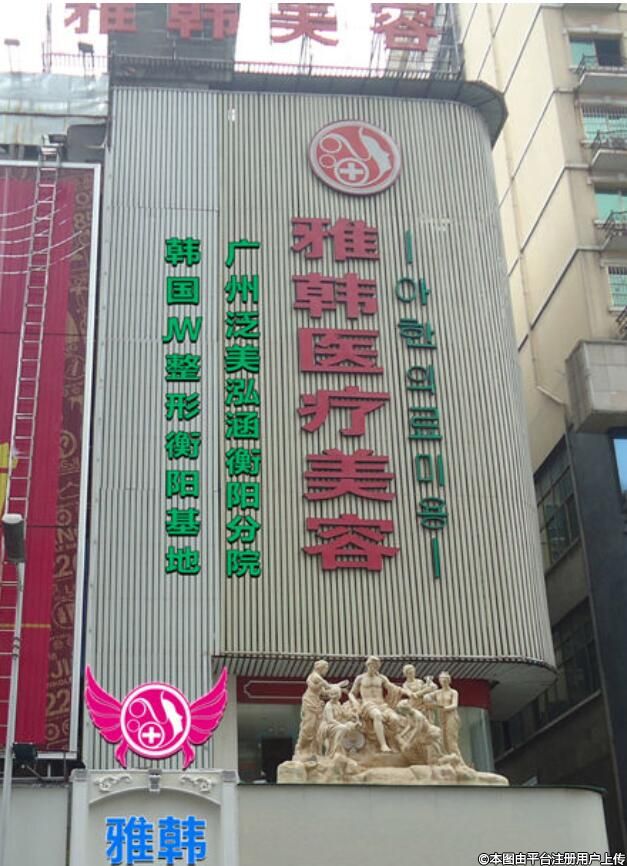 雅韩美容
아한의료미용
雅韩医疗美容
广州泛美泓涵衡阳分院
韩国JW整形衡阳基地
雅韩
©本图由平台注册用户上传